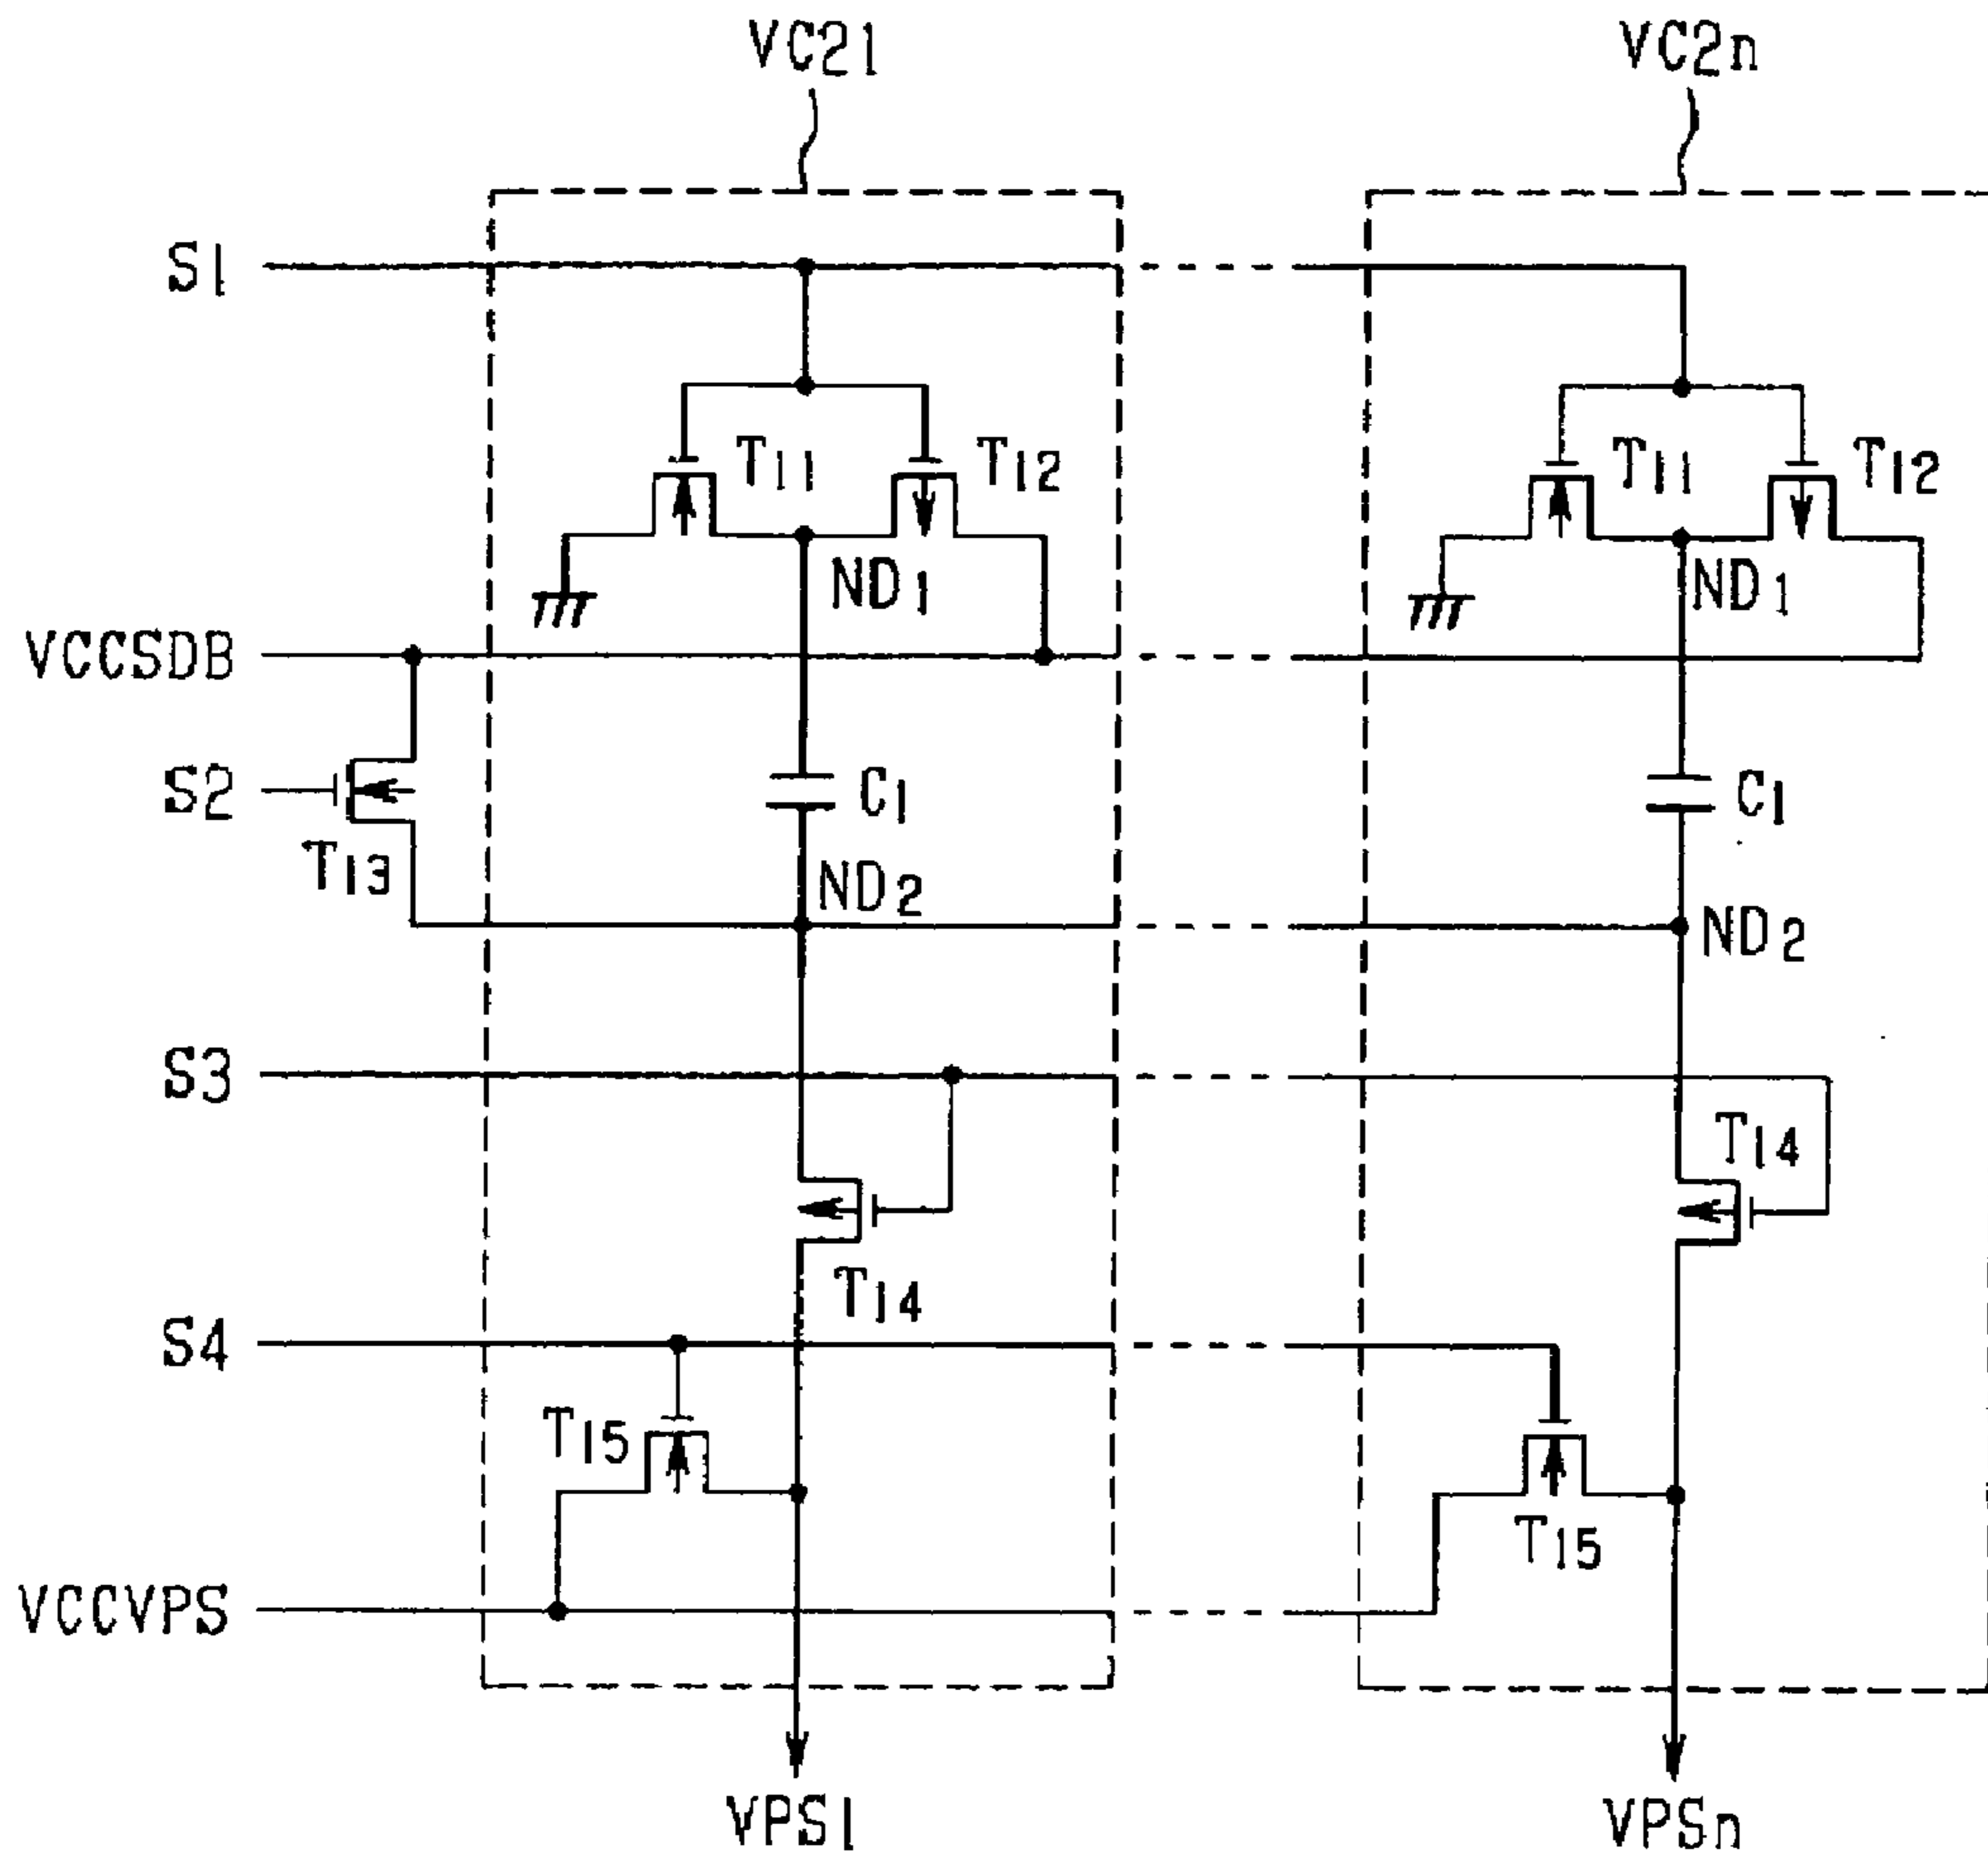 VC21
VC2n
S1
T11
T12
T11
T12
ND1
ND1
VCCSDB
S2
C1
C1
T13
ND2
ND2
S3
T14
T14
S4
T15
T15
VCCVPS
VPS1
VPSn